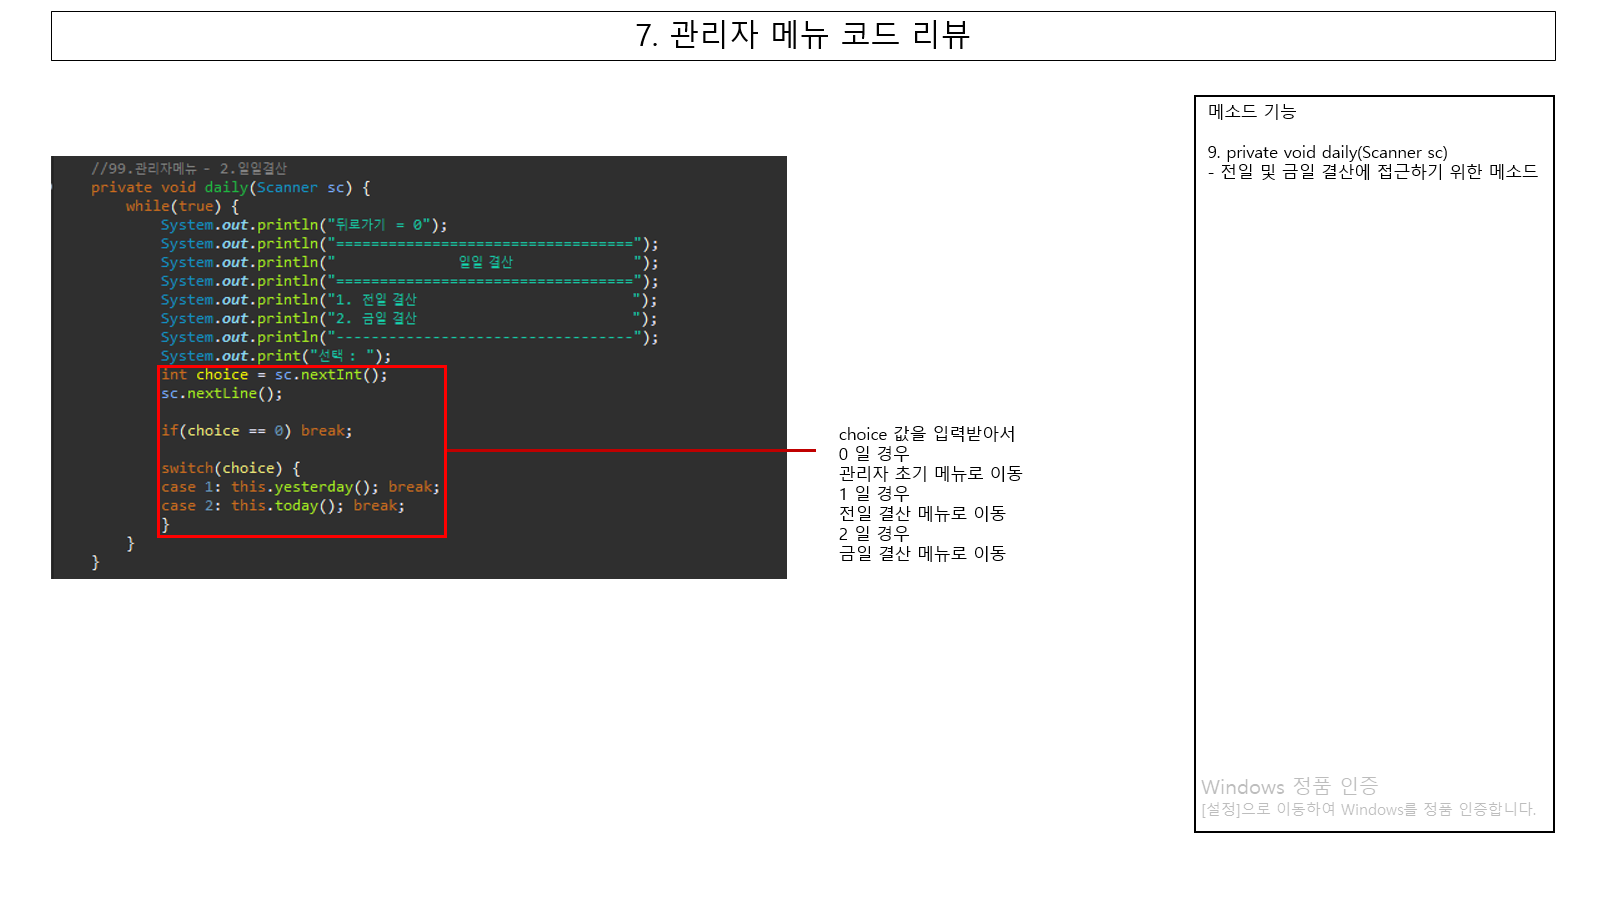 7. 관리자 메뉴 코드 리뷰
//99.관리자메뉴 - 2.일일결산
private void daily(Scanner sc) {
while(true) {
System.out.println("뒤로가기 = 0");
System.out.println("==================================");
System.out.println("              일일 결산              ");
System.out.println("==================================");
System.out.println("1. 전일 결산                         ");
System.out.println("2. 금일 결산                         ");
System.out.println("----------------------------------");
System.out.print("선택 : ");
int choice = sc.nextInt();
sc.nextLine();
if(choice == 0) break;
switch(choice) {
case 1: this.yesterday(); break;
case 2: this.today(); break;
}
}
}
choice 값을 입력받아서
0 일 경우
관리자 초기 메뉴로 이동
1 일 경우
전일 결산 메뉴로 이동
2 일 경우
금일 결산 메뉴로 이동
메소드 기능
9. private void daily(Scanner sc)
- 전일 및 금일 결산에 접근하기 위한 메소드
Windows 정품 인증
[설정]으로 이동하여 Windows를 정품 인증합니다.